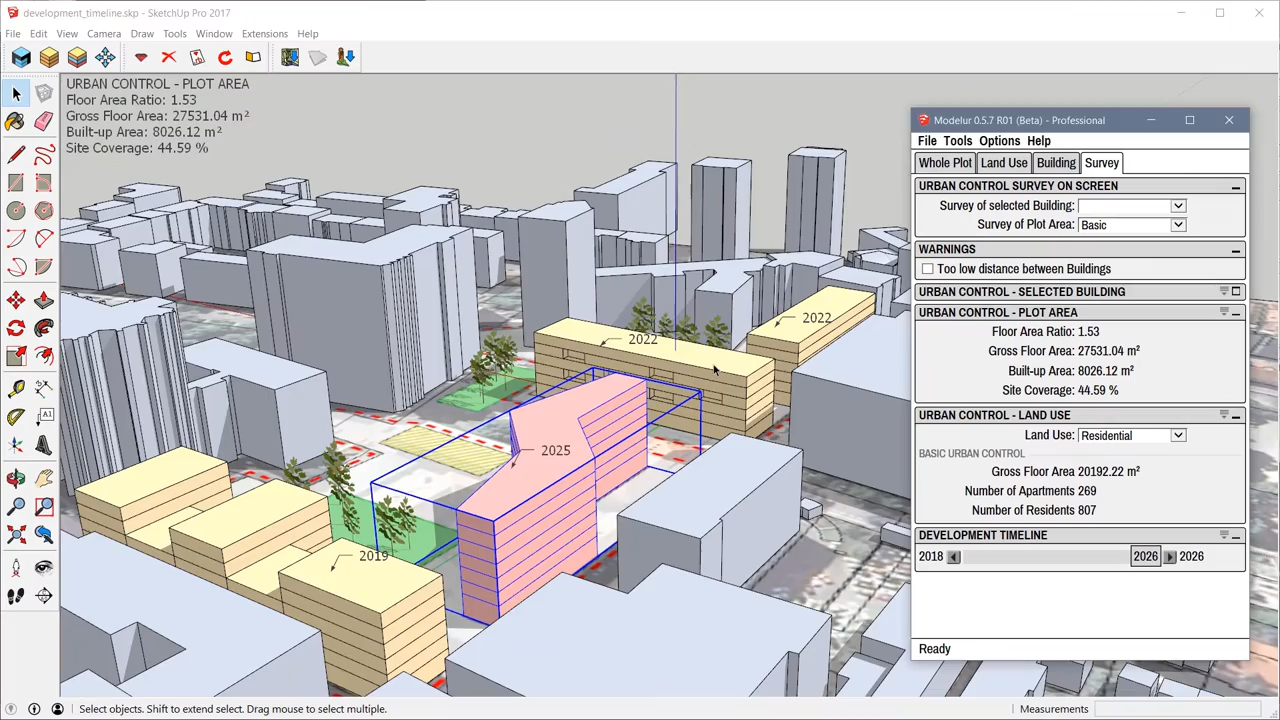 development_timeline.skp - SketchUp Pro 2017
File Edit View Camera Draw Tools Window Extensions Help
URBAN CONTROL - PLOT AREA
Floor Area Ratio: 1.53
Gross Floor Area: 27531.04 m²
Built-up Area: 8026.12 m²
Site Coverage: 44.59 %
2022
2022
2025
2019
A1
Modelur 0.5.7 R01 (Beta) - Professional
File Tools Options Help
Whole Plot Land Use Building Survey
URBAN CONTROL SURVEY ON SCREEN
Survey of selected Building:
Survey of Plot Area: Basic
WARNINGS
Too low distance between Buildings
URBAN CONTROL - SELECTED BUILDING
URBAN CONTROL - PLOT AREA
Floor Area Ratio: 1.53
Gross Floor Area: 27531.04 m²
Built-up Area: 8026.12 m²
Site Coverage: 44.59 %
URBAN CONTROL - LAND USE
Land Use: Residential
BASIC URBAN CONTROL
Gross Floor Area 20192.22 m²
Number of Apartments 269
Number of Residents 807
DEVELOPMENT TIMELINE
2018 2026 2026
Ready
Select objects. Shift to extend select. Drag mouse to select multiple.
Measurements